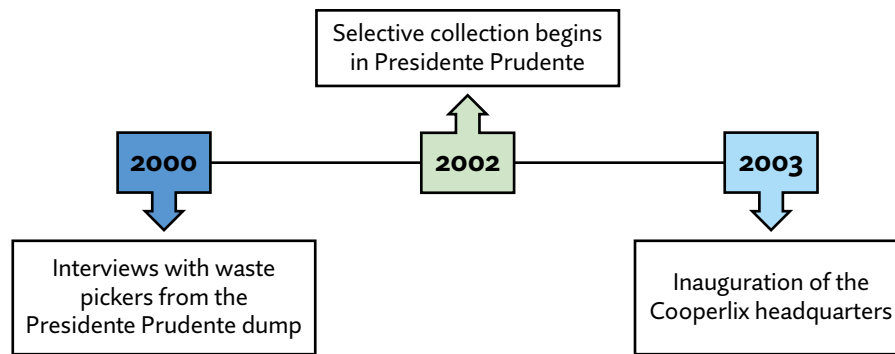 Selective collection begins
in Presidente Prudente
2000
2002
2003
Interviews with waste
pickers from the
Presidente Prudente dump
Inauguration of the
Cooperlix headquarters